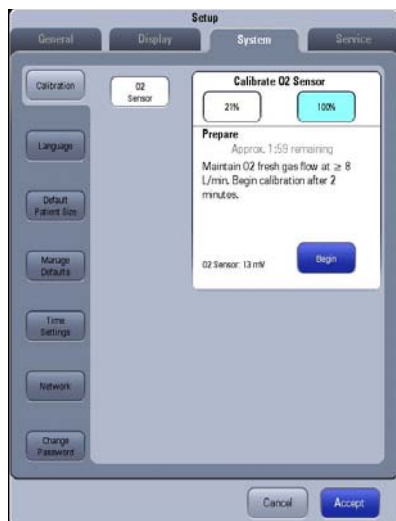 Setup
General
Display
System
Service
Calibration
Language
Default
Patient Size
Manage
Defaults
Time
Settings
Network
Change
Password
O2
Sensor
Calibrate O2 Sensor
21%
100%
Prepare
Approx. 1:59 remaining
Maintain O2 fresh gas flow at ≥ 8
L/min. Begin calibration after 2
minutes.
O2 Sensor: 13 mV
Begin
Cancel
Accept